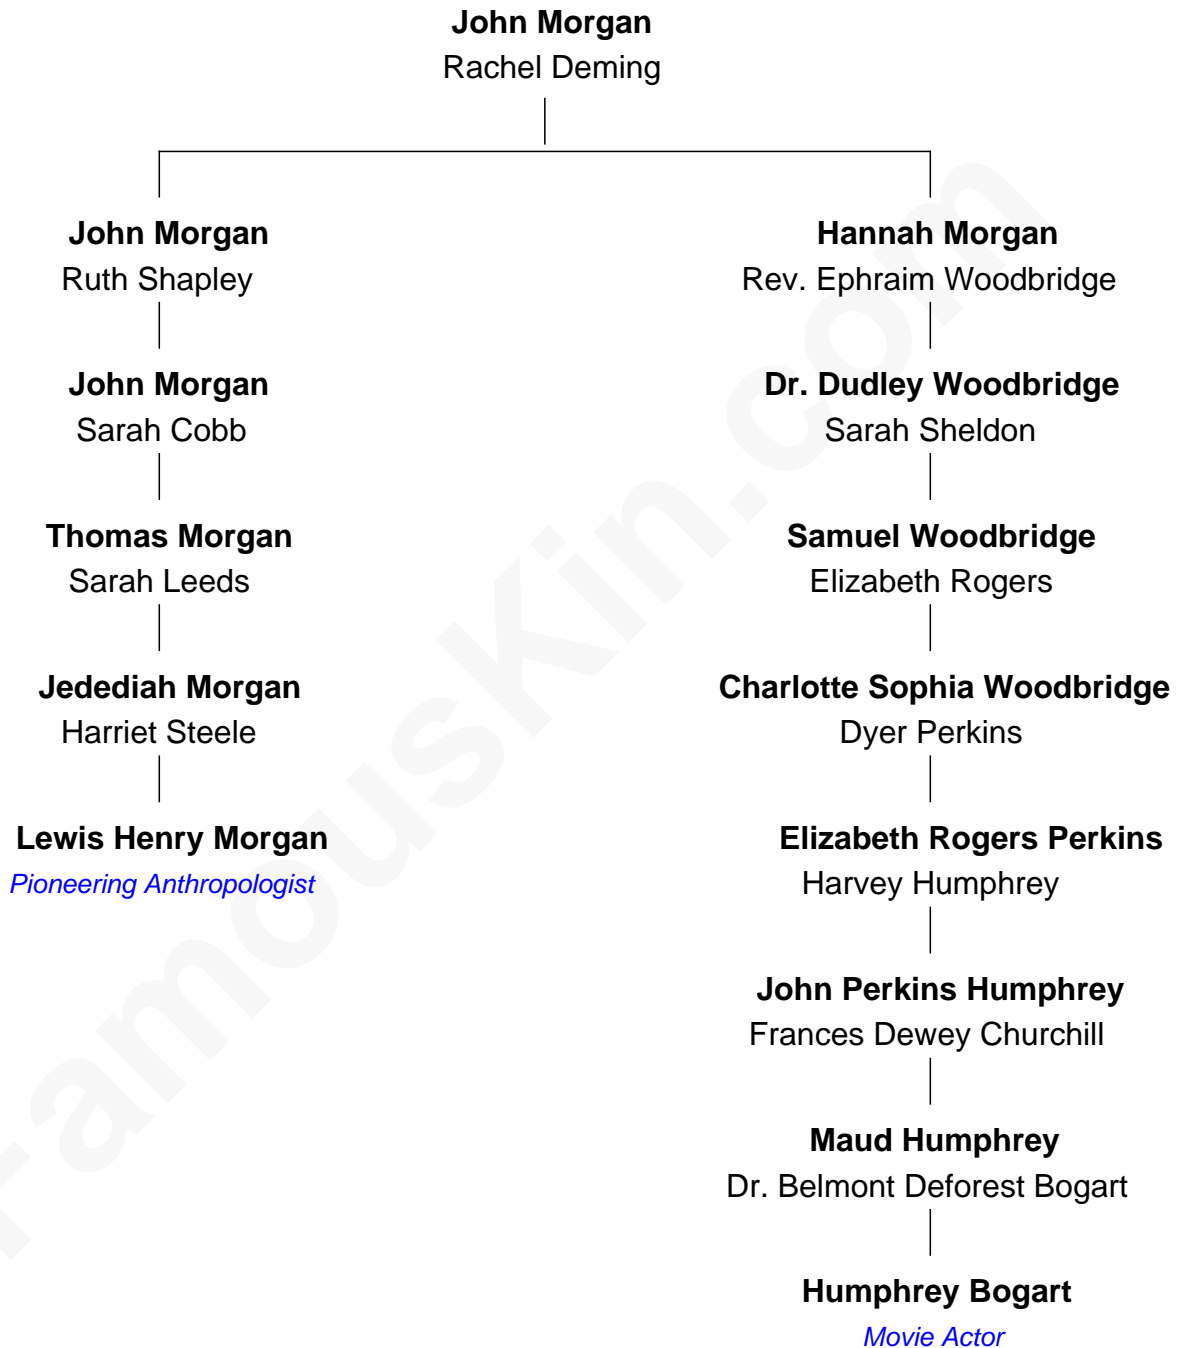 John Morgan
Rachel Deming
John Morgan
Ruth Shapley
John Morgan
Sarah Cobb
Thomas Morgan
Sarah Leeds
Jedediah Morgan
Harriet Steele
Lewis Henry Morgan
Pioneering Anthropologist
Hannah Morgan
Rev. Ephraim Woodbridge
Dr. Dudley Woodbridge
Sarah Sheldon
Samuel Woodbridge
Elizabeth Rogers
Charlotte Sophia Woodbridge
Dyer Perkins
Elizabeth Rogers Perkins
Harvey Humphrey
John Perkins Humphrey
Frances Dewey Churchill
Maud Humphrey
Dr. Belmont Deforest Bogart
Humphrey Bogart
Movie Actor
FamousKin.com